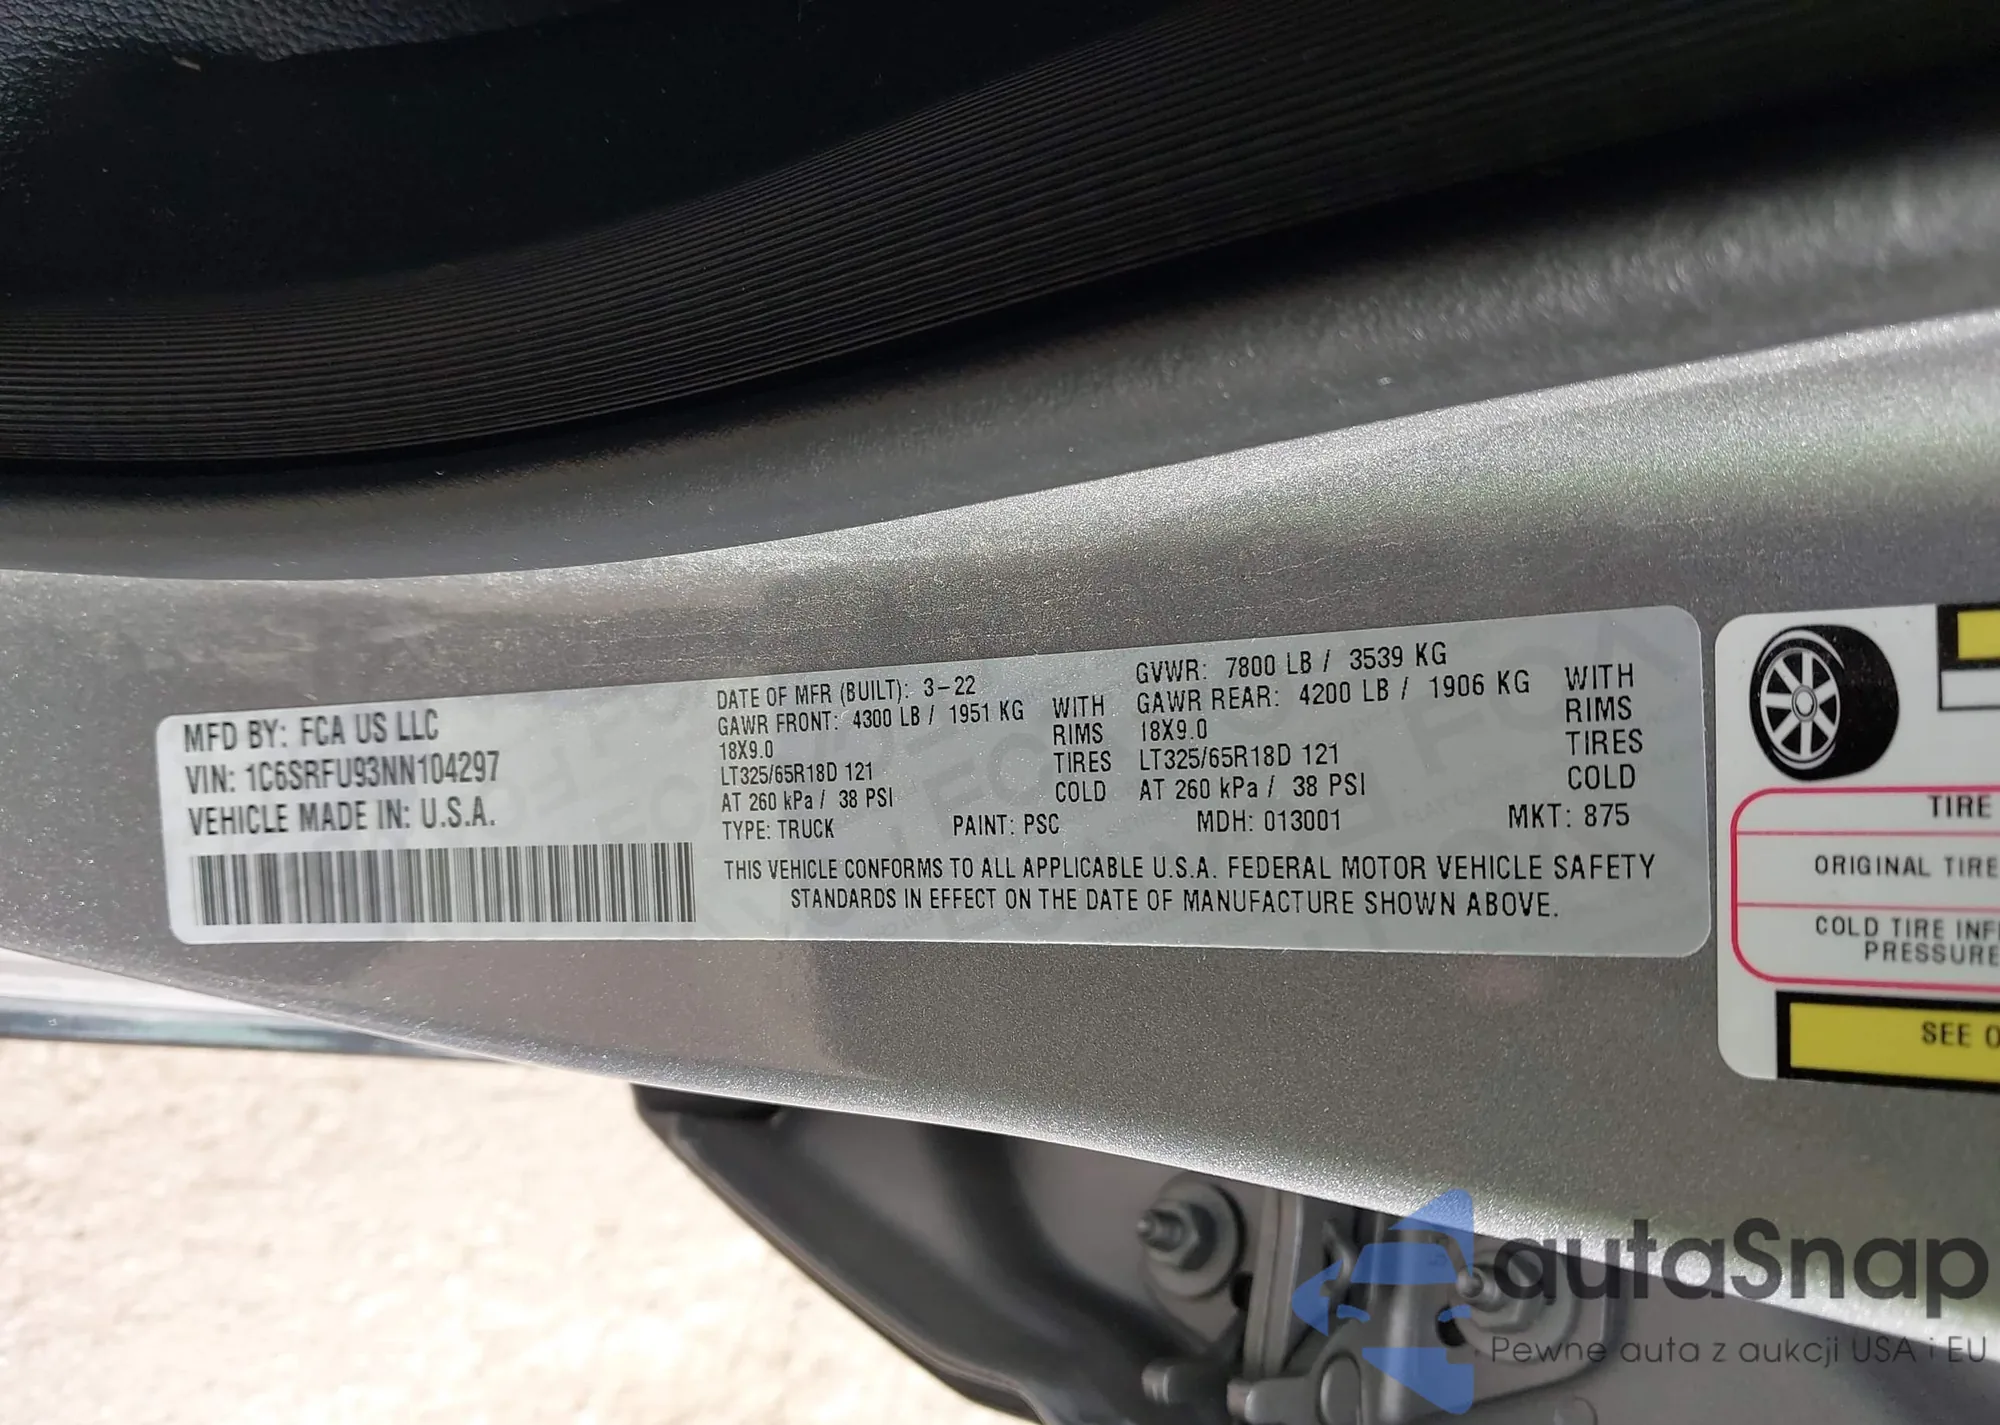 MFD BY: FCA US LLC
VIN: 1C6SRFU93NN104297
VEHICLE MADE IN: U.S.A.
DATE OF MFR (BUILT): 3-22
GAWR FRONT: 4300 LB / 1951 KG WITH
18X9.0 RIMS
LT325/65R18D 121 TIRES
AT 260 kPa / 38 PSI COLD
GVWR: 7800 LB / 3539 KG
GAWR REAR: 4200 LB / 1906 KG WITH
18X9.0 RIMS
LT325/65R18D 121 TIRES
AT 260 kPa / 38 PSI COLD
TYPE: TRUCK PAINT: PSC MDH: 013001 MKT: 875
THIS VEHICLE CONFORMS TO ALL APPLICABLE U.S.A. FEDERAL MOTOR VEHICLE SAFETY
STANDARDS IN EFFECT ON THE DATE OF MANUFACTURE SHOWN ABOVE.
TIRE
ORIGINAL TIRE
COLD TIRE
PRESSURE
SEE
autaSnap
Pewne auta z aukcji USA i EU